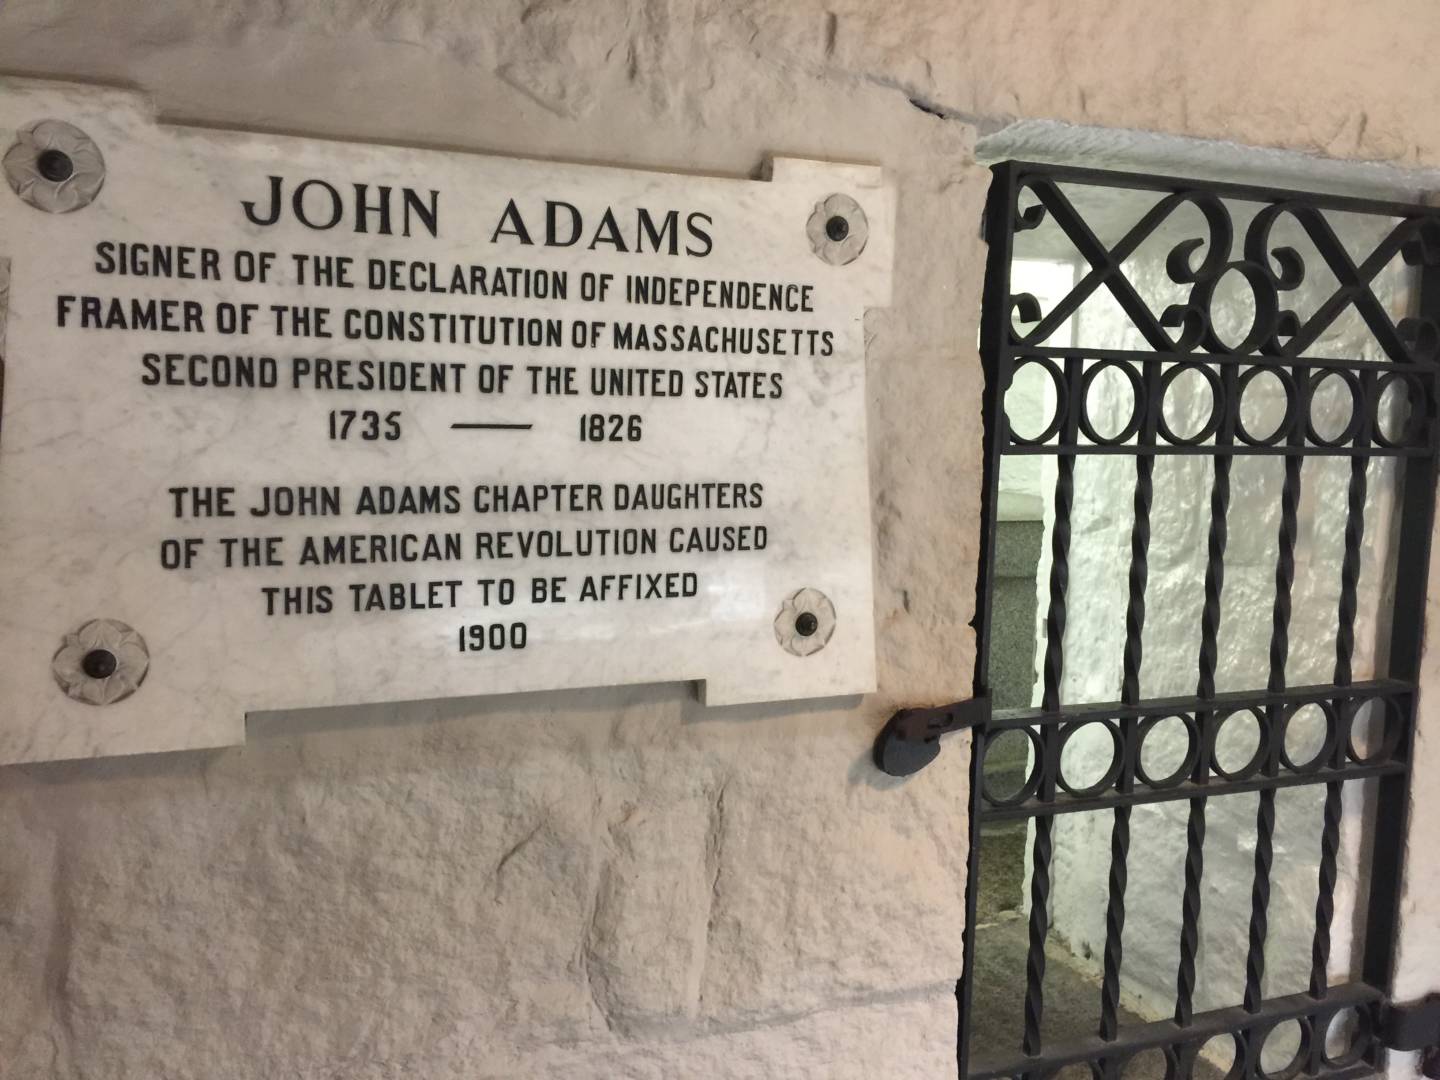 JOHN ADAMS
SIGNER OF THE DECLARATION OF INDEPENDENCE
FRAMER OF THE CONSTITUTION OF MASSACHUSETTS
SECOND PRESIDENT OF THE UNITED STATES
1735 — 1826
THE JOHN ADAMS CHAPTER DAUGHTERS
OF THE AMERICAN REVOLUTION CAUSED
THIS TABLET TO BE AFFIXED
1900